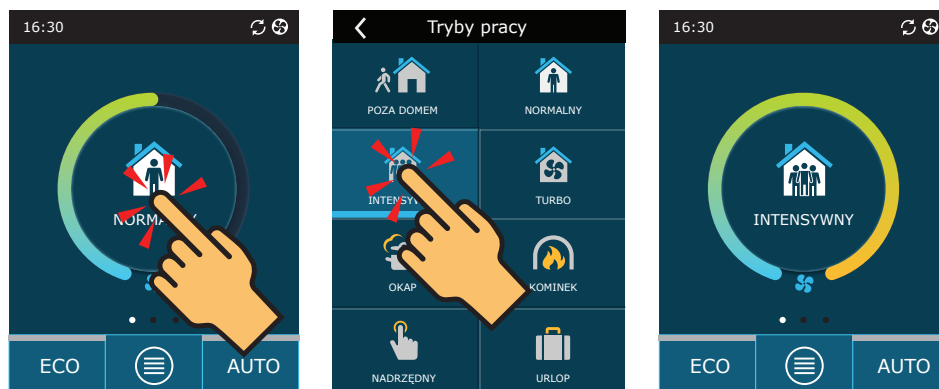 16:30
ECO
AUTO
Tryby pracy
POZA DOMEM
NORMALNY
TURBO
OKAP
KOMINEK
NADRZĘDNY
URLOP
16:30
INTENSYWNY
ECO
AUTO